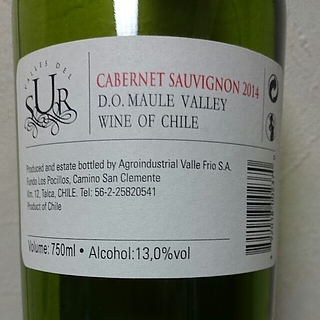 VALLES DEL
SUR
CABERNET SAUVIGNON 2014
D.O. MAULE VALLEY
WINE OF CHILE
Produced and estate bottled by Agroindustrial Valle Frio S.A.
Fundo Los Pocillos, Camino San Clemente
Km. 12, Talca, CHILE. Tel: 56-2-25820541
Product of Chile
Volume: 750ml • Alcohol:13,0%vol